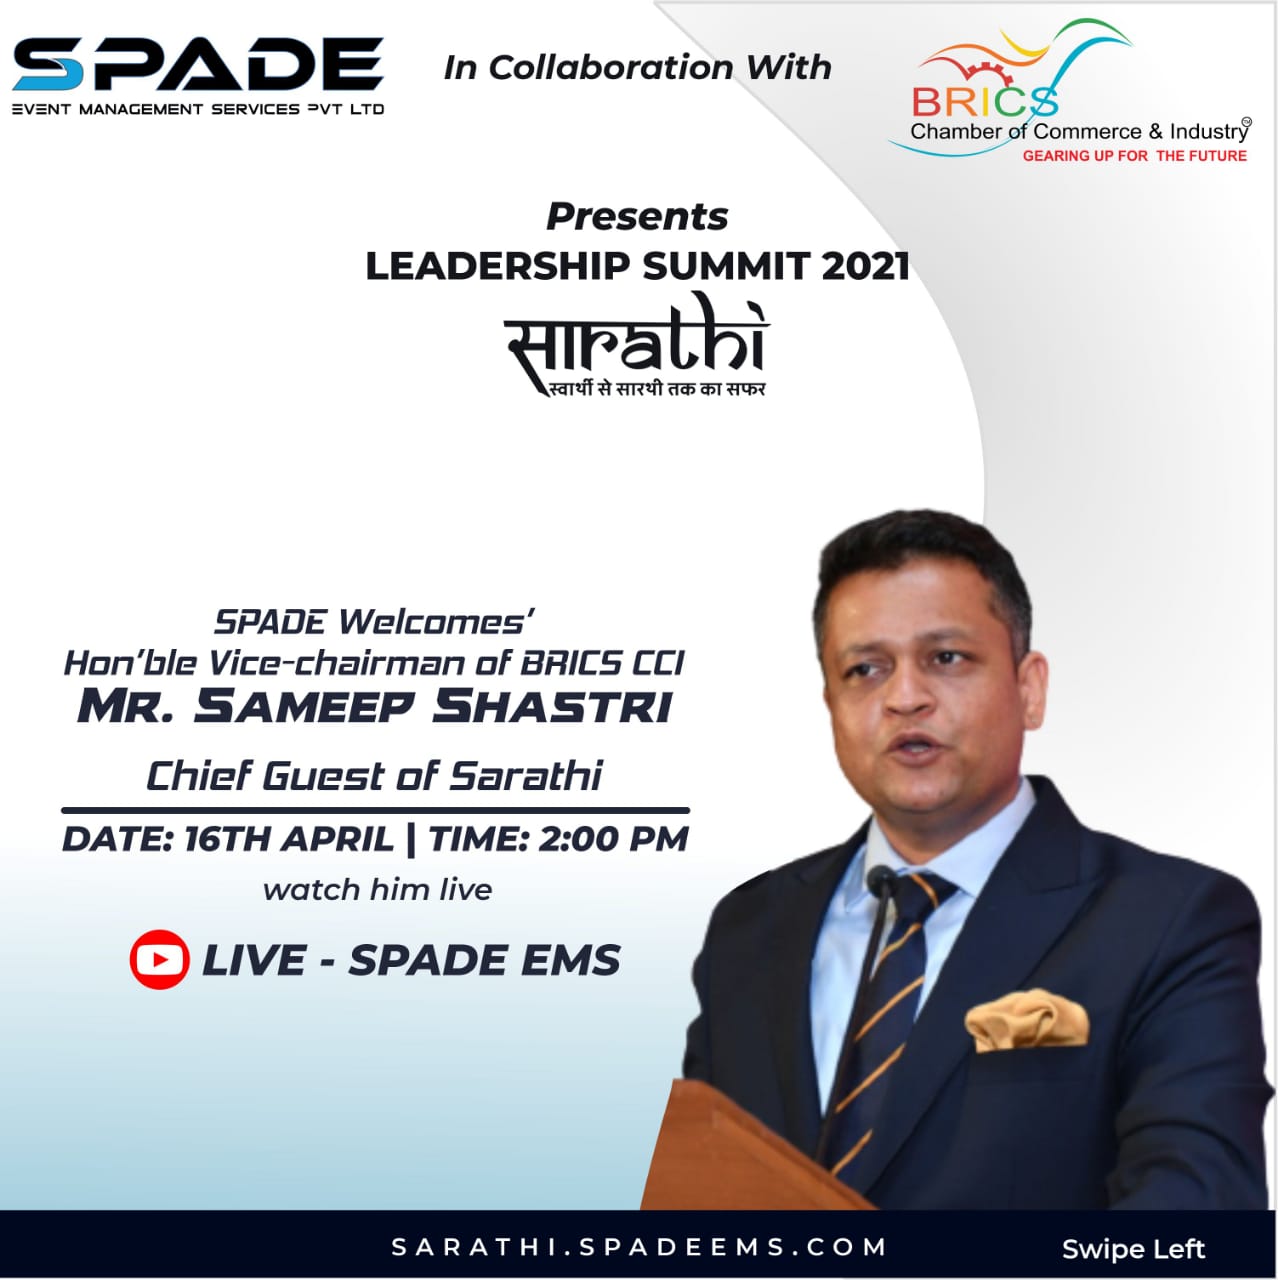 SPADE
EVENT MANAGEMENT SERVICES PVT LTD
In Collaboration With
BRICS
Chamber of Commerce & Industry
TM
GEARING UP FOR THE FUTURE
Presents
LEADERSHIP SUMMIT 2021
साrathi
स्वार्थी से सारथी तक का सफर
SPADE Welcomes'
Hon'ble Vice-chairman of BRICS CCI
MR. SAMEEP SHASTRI
Chief Guest of Sarathi
DATE: 16TH APRIL | TIME: 2:00 PM
watch him live
LIVE - SPADE EMS
SARATHI.SPADEEMS.COM
Swipe Left